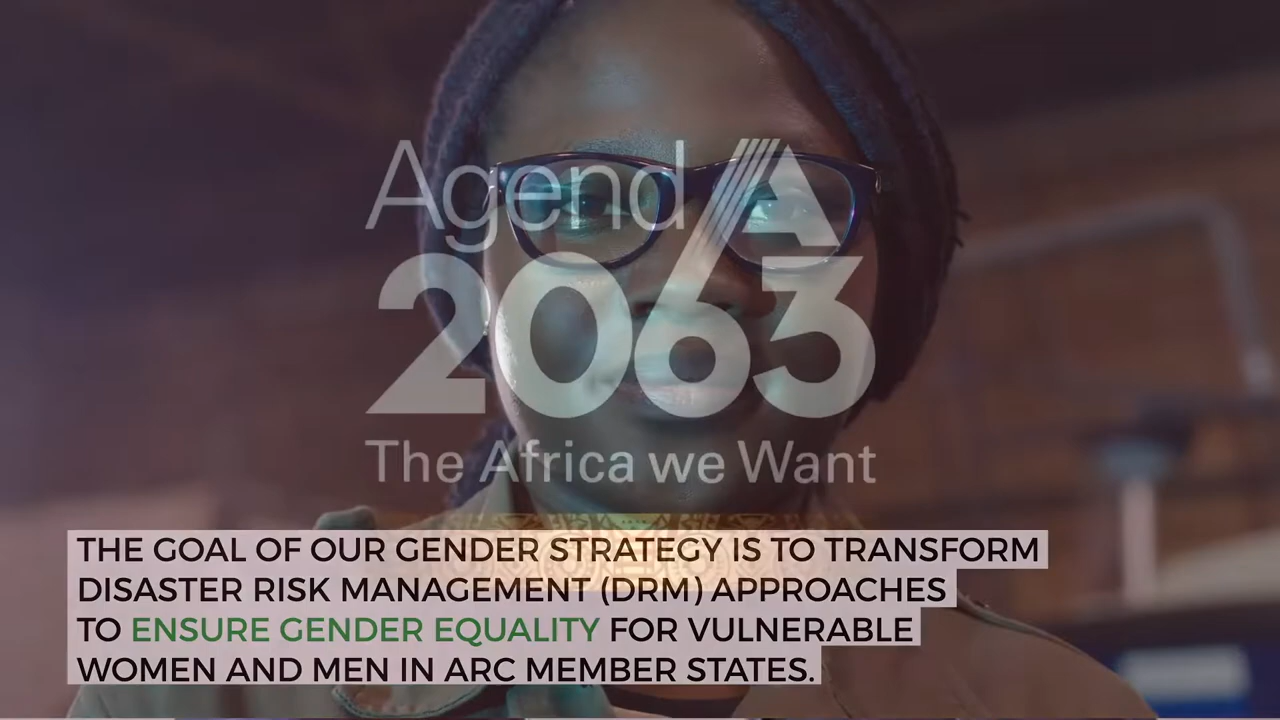 AgendA
2063
The Africa we Want
THE GOAL OF OUR GENDER STRATEGY IS TO TRANSFORM
DISASTER RISK MANAGEMENT (DRM) APPROACHES
TO ENSURE GENDER EQUALITY FOR VULNERABLE
WOMEN AND MEN IN ARC MEMBER STATES.